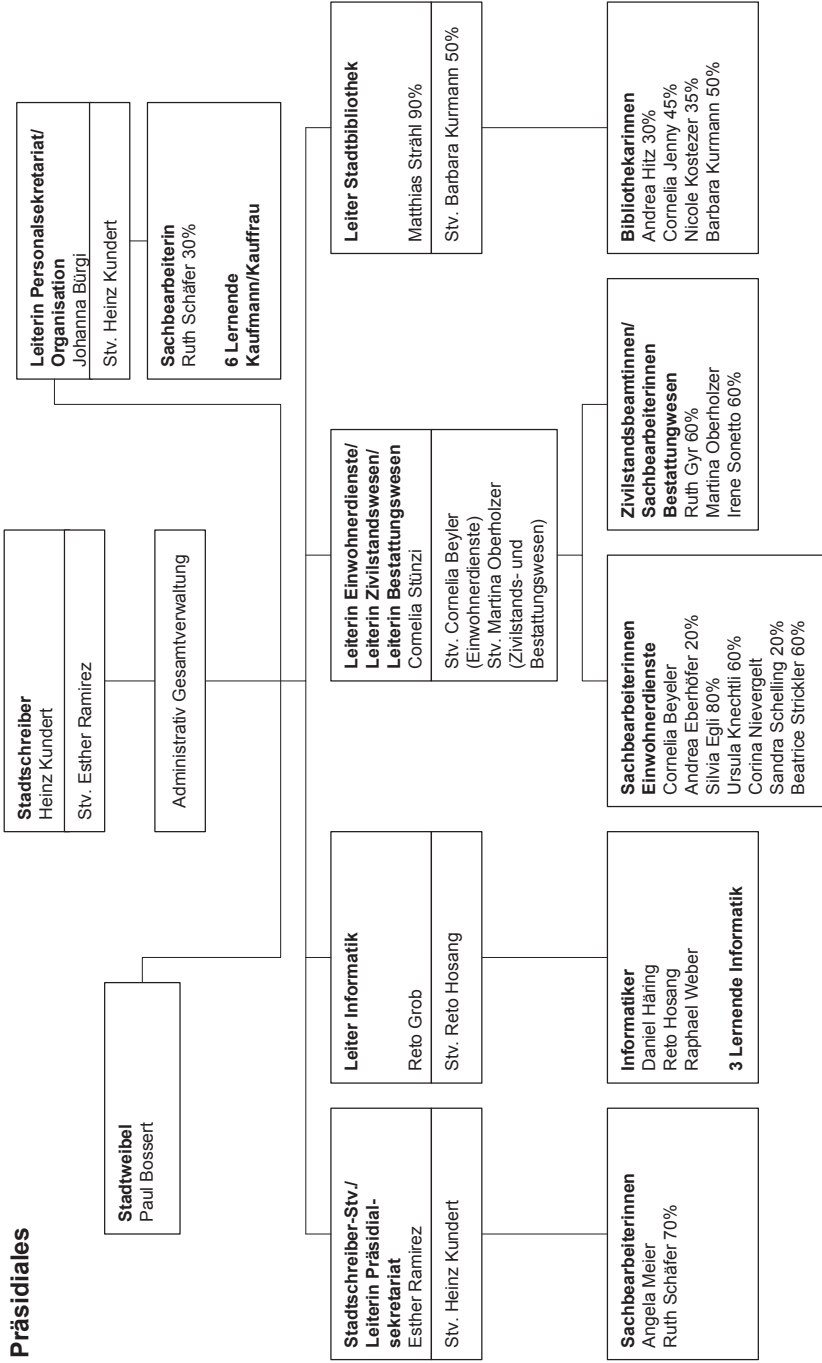 Präsidiales
Stadtschreiber
Heinz Kundert
Stv. Esther Ramirez
Administrativ Gesamtverwaltung
Stadtweibel
Paul Bossert
Leiterin Personalsekretariat/
Organisation
Johanna Bürgi
Stv. Heinz Kundert
Sachbearbeiterin
Ruth Schäfer 30%
6 Lernende
Kaufmann/Kauffrau
Stadtschreiber-Stv./
Leiterin Präsidial-
sekretariat
Esther Ramirez
Stv. Heinz Kundert
Leiter Informatik
Reto Grob
Stv. Reto Hosang
Leiterin Einwohnerdienste/
Leiterin Zivilstandswesen/
Leiterin Bestattungswesen
Cornelia Stünzi
Stv. Cornelia Beyler
(Einwohnerdienste)
Stv. Martina Oberholzer
(Zivilstands- und
Bestattungwesen)
Leiter Stadtbibliothek
Matthias Strähl 90%
Stv. Barbara Kurmann 50%
Sachbearbeiterinnen
Angela Meier
Ruth Schäfer 70%
Informatiker
Daniel Häring
Reto Hosang
Raphael Weber
3 Lernende Informatik
Sachbearbeiterinnen
Einwohnerdienste
Cornelia Beyeler
Andrea Eberhöfer 20%
Silvia Egli 80%
Ursula Knechtli 60%
Corina Nievergelt
Sandra Schelling 20%
Beatrice Strickler 60%
Zivilstandsbeamtinnen/
Sachbearbeiterinnen
Bestattungwesen
Ruth Gyr 60%
Martina Oberholzer
Irene Sonetto 60%
Bibliothekarinnen
Andrea Hitz 30%
Cornelia Jenny 45%
Nicole Kostezer 35%
Barbara Kurmann 50%